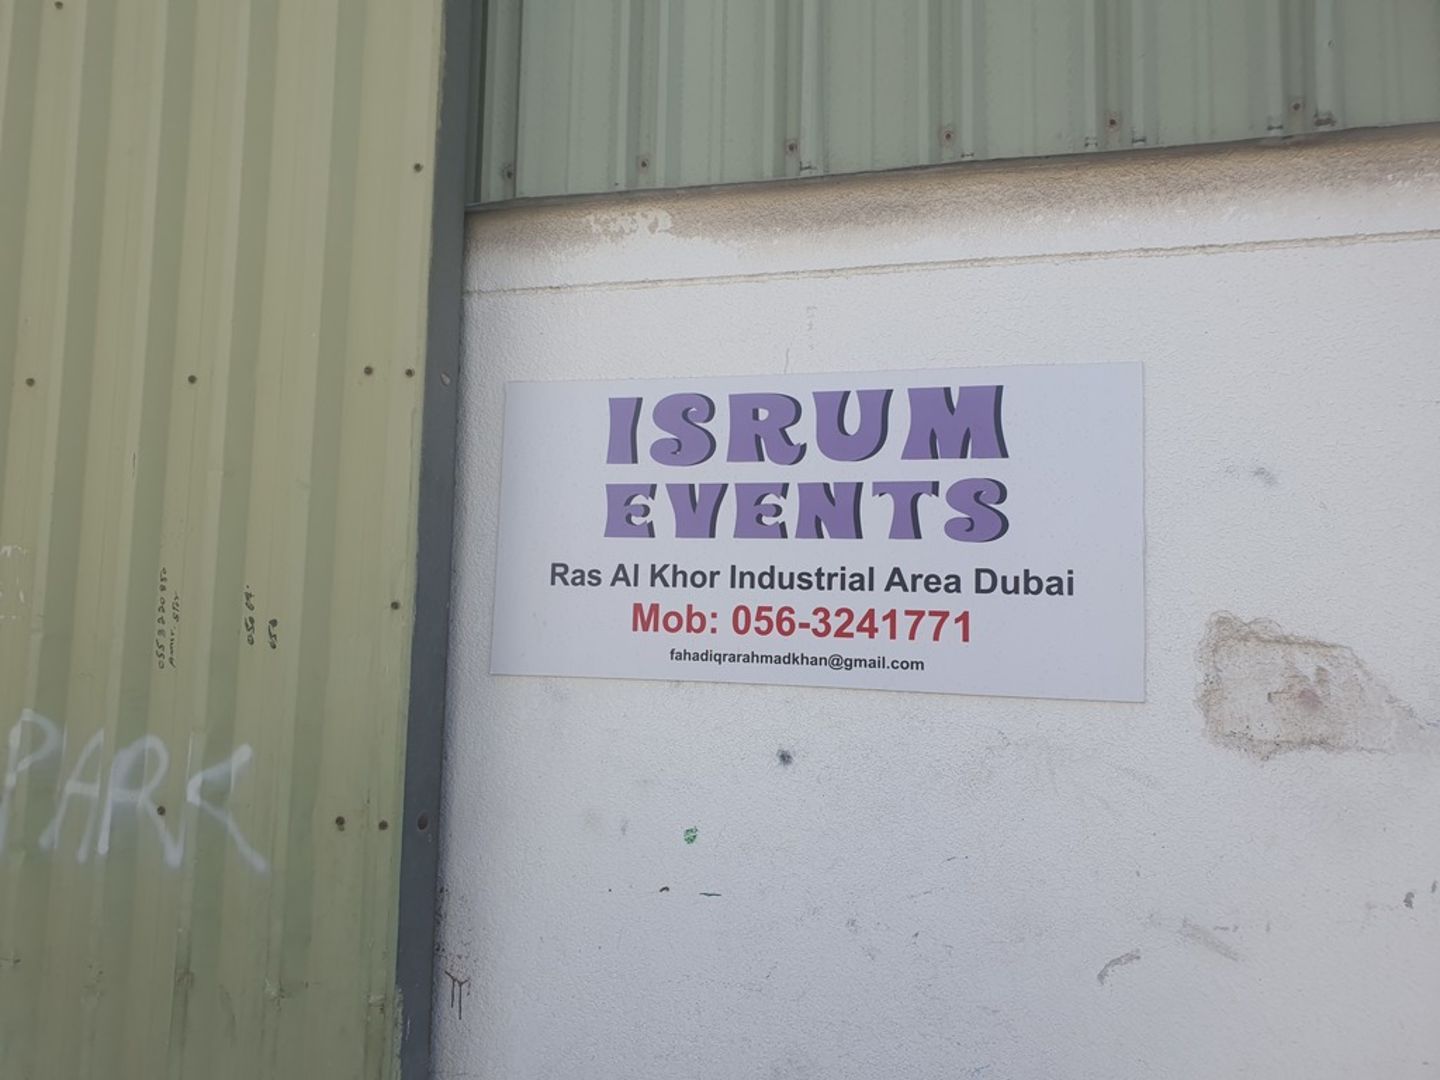 ISRUM
EVENTS
Ras Al Khor Industrial Area Dubai
Mob: 056-3241771
fahadiqrarahmadkhan@gmail.com
PARK